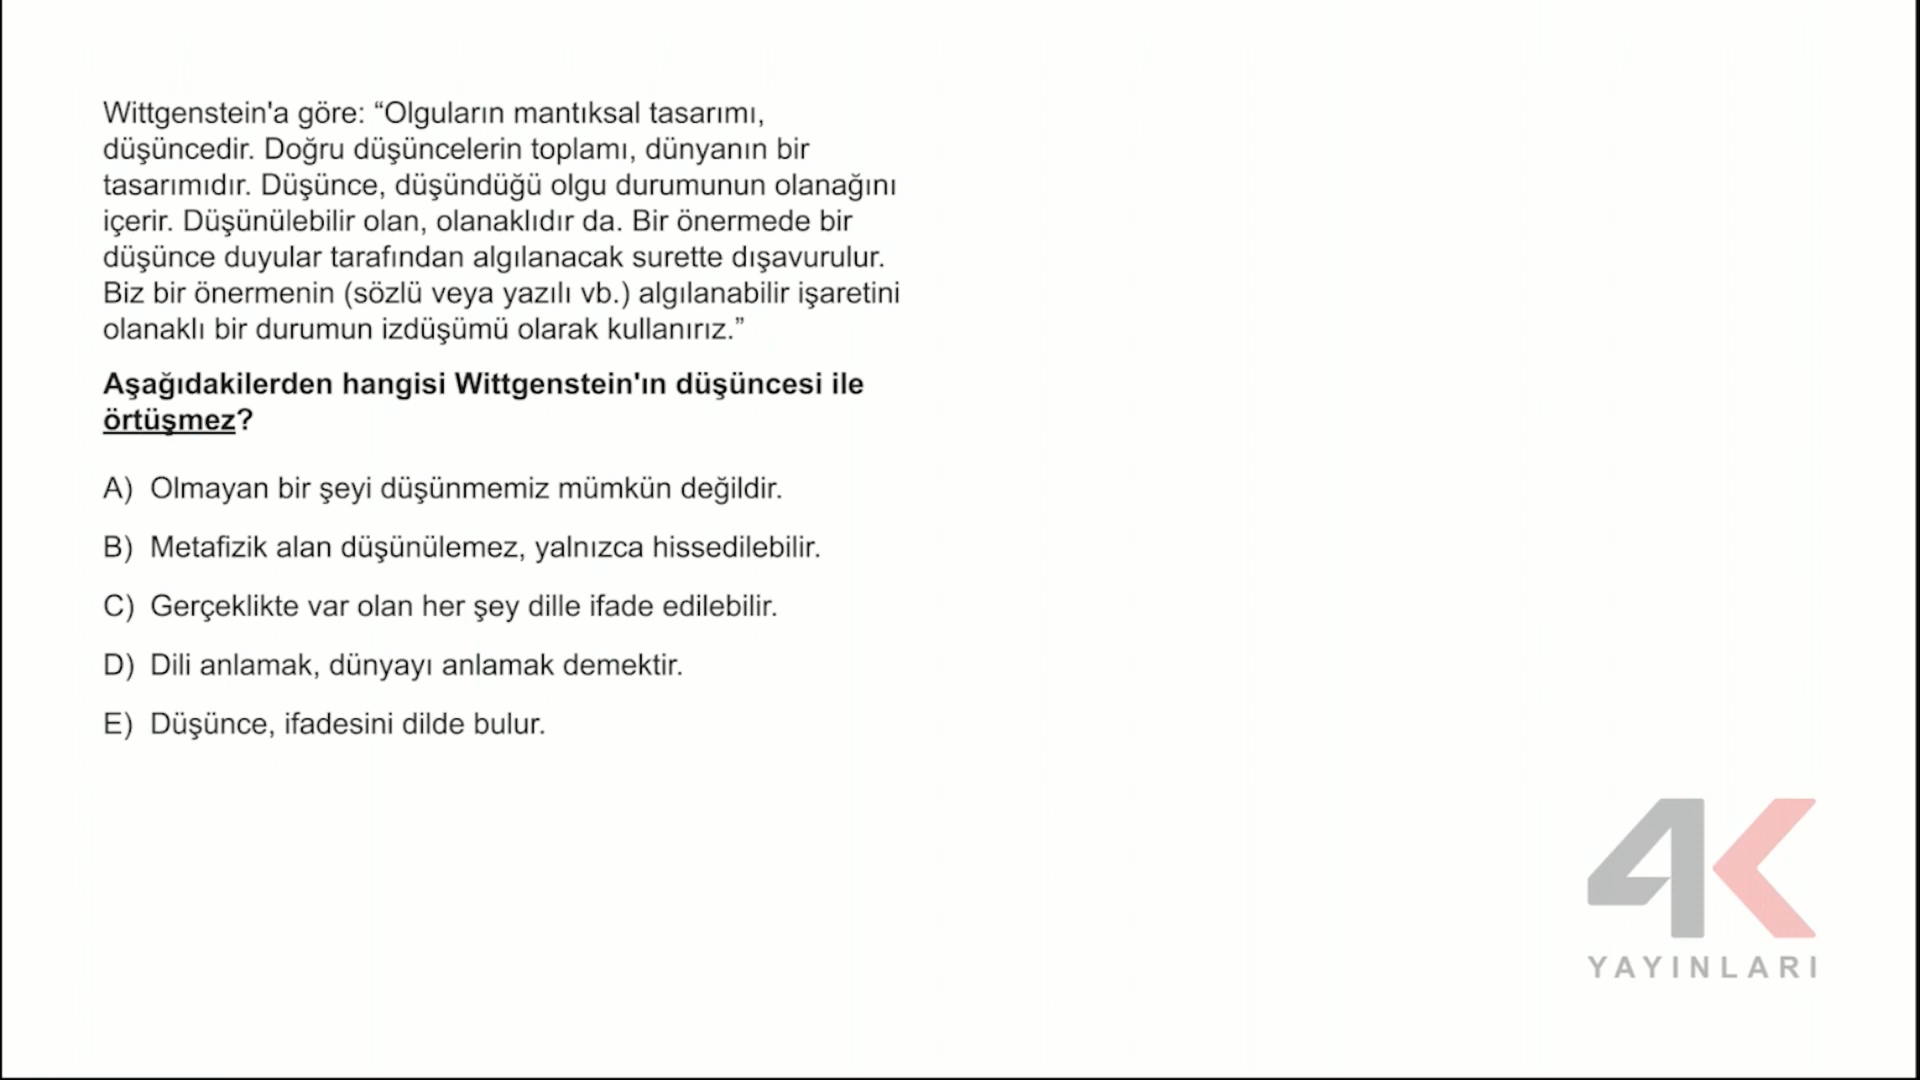 Wittgenstein'a göre: “Olguların mantıksal tasarımı,
düşüncedir. Doğru düşüncelerin toplamı, dünyanın bir
tasarımıdır. Düşünce, düşündüğü olgu durumunun olanağını
içerir. Düşünülebilir olan, olanaklıdır da. Bir önermede bir
düşünce duyular tarafından algılanacak surette dışavurulur.
Biz bir önermenin (sözlü veya yazılı vb.) algılanabilir işaretini
olanaklı bir durumun izdüşümü olarak kullanırız.”
Aşağıdakilerden hangisi Wittgenstein'ın düşüncesi ile
örtüşmez?
A) Olmayan bir şeyi düşünmemiz mümkün değildir.
B) Metafizik alan düşünülemez, yalnızca hissedilebilir.
C) Gerçeklikte var olan her şey dille ifade edilebilir.
D) Dili anlamak, dünyayı anlamak demektir.
E) Düşünce, ifadesini dilde bulur.
4K
YAYINLARI